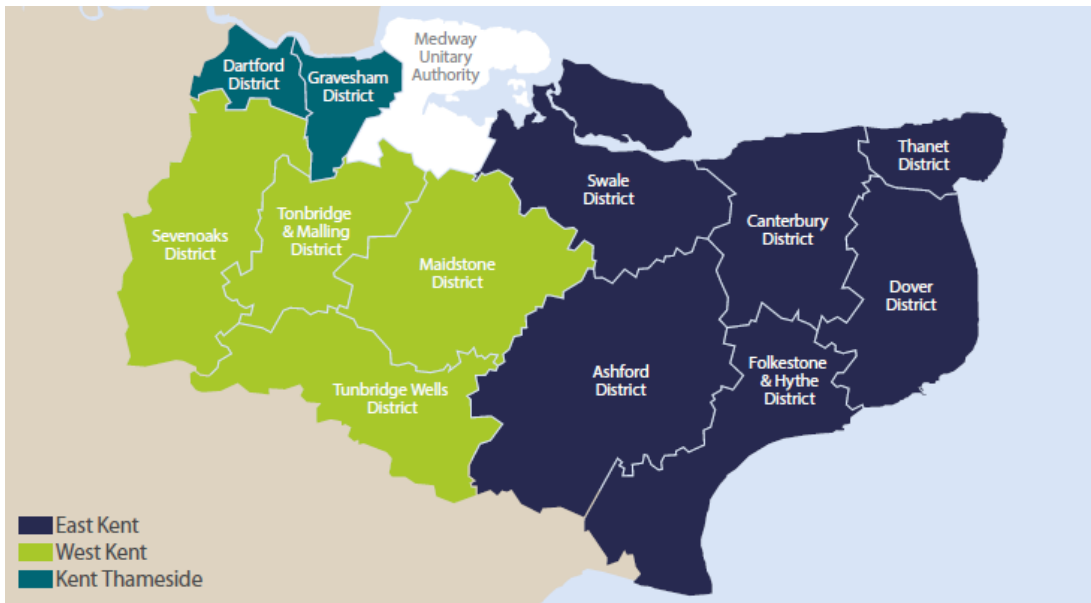 Medway
Unitary
Authority
Dartford
District
Gravesham
District
Thanet
District
Swale
District
Tonbridge
& Malling
District
Canterbury
District
Sevenoaks
District
Maidstone
District
Dover
District
Ashford
District
Folkestone
& Hythe
District
Tunbridge Wells
District
East Kent
West Kent
Kent Thameside